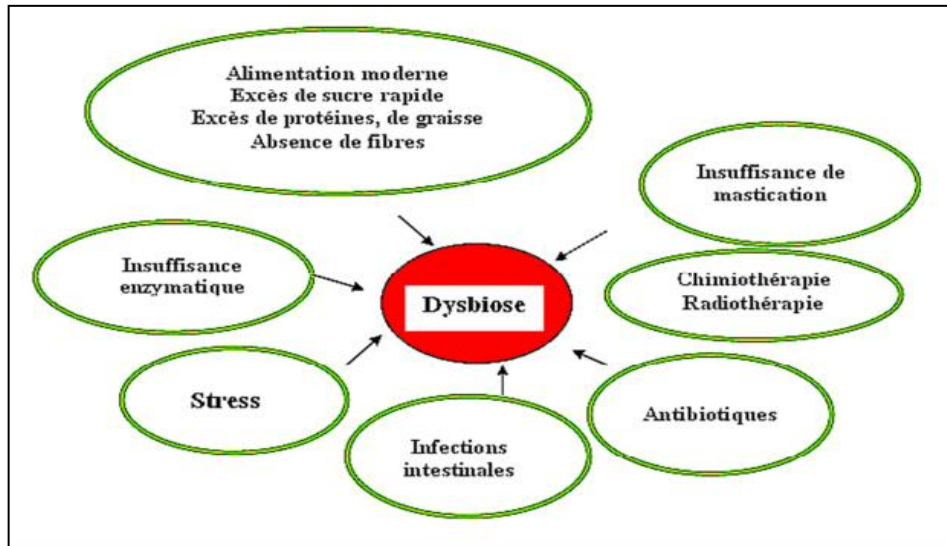 Alimentation moderne
Excès de sucre rapide
Excès de protéines, de graisse
Absence de fibres
Insuffisance de
mastication
Insuffisance
enzymatique
Chimiothérapie
Radiothérapie
Dysbiose
Stress
Antibiotiques
Infections
intestinales